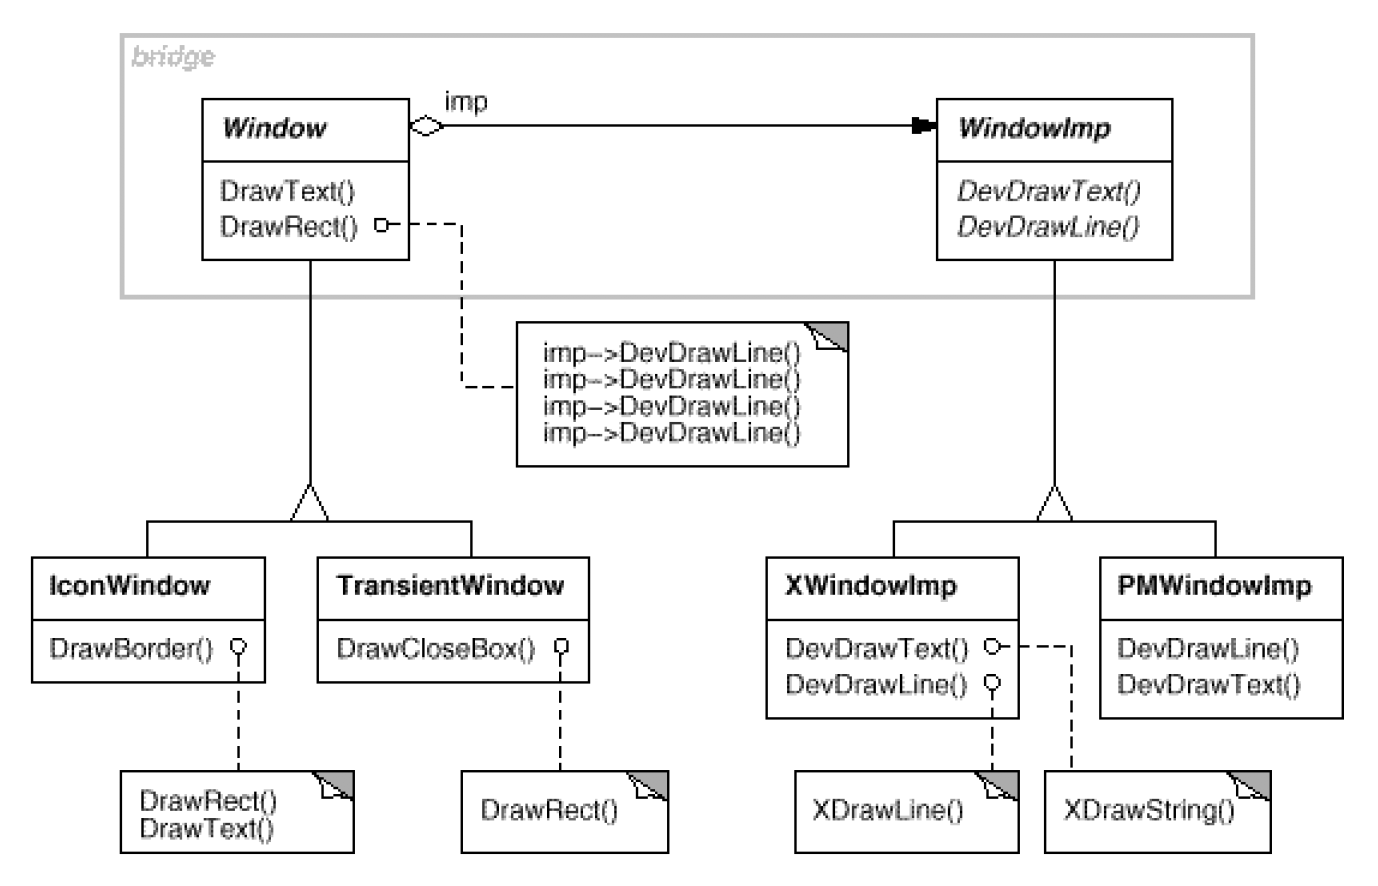 bridge
Window
imp
WindowImp
DrawText()
DrawRect()
DevDrawText()
DevDrawLine()
imp->DevDrawLine()
imp->DevDrawLine()
imp->DevDrawLine()
imp->DevDrawLine()
IconWindow
DrawBorder()
TransientWindow
DrawCloseBox()
XWindowImp
DevDrawText()
DevDrawLine()
PMWindowImp
DevDrawLine()
DevDrawText()
DrawRect()
DrawText()
DrawRect()
XDrawLine()
XDrawString()